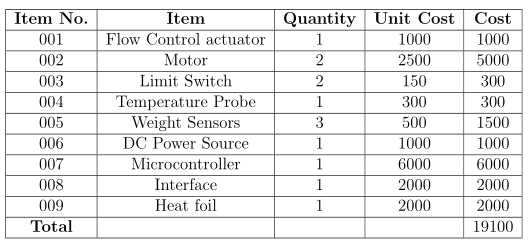 Item No. Item Quantity Unit Cost Cost
001 Flow Control actuator 1 1000 1000
002 Motor 2 2500 5000
003 Limit Switch 2 150 300
004 Temperature Probe 1 300 300
005 Weight Sensors 3 500 1500
006 DC Power Source 1 1000 1000
007 Microcontroller 1 6000 6000
008 Interface 1 2000 2000
009 Heat foil 1 2000 2000
Total 19100